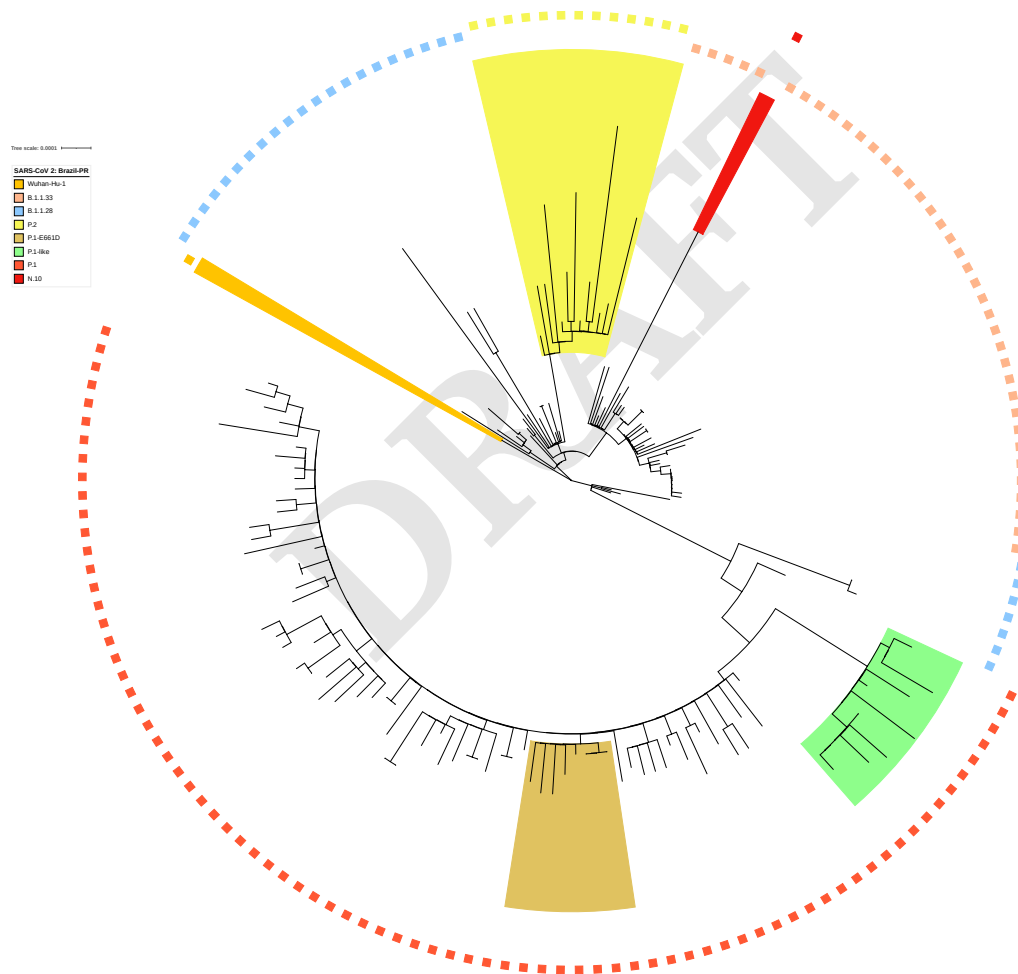 Tree scale: 0.0001
SARS-CoV 2: Brazil-PR
Wuhan-Hu-1
B.1.1.33
B.1.1.28
P.2
P.1-E661D
P.1-like
P.1
N.10
DRAFT